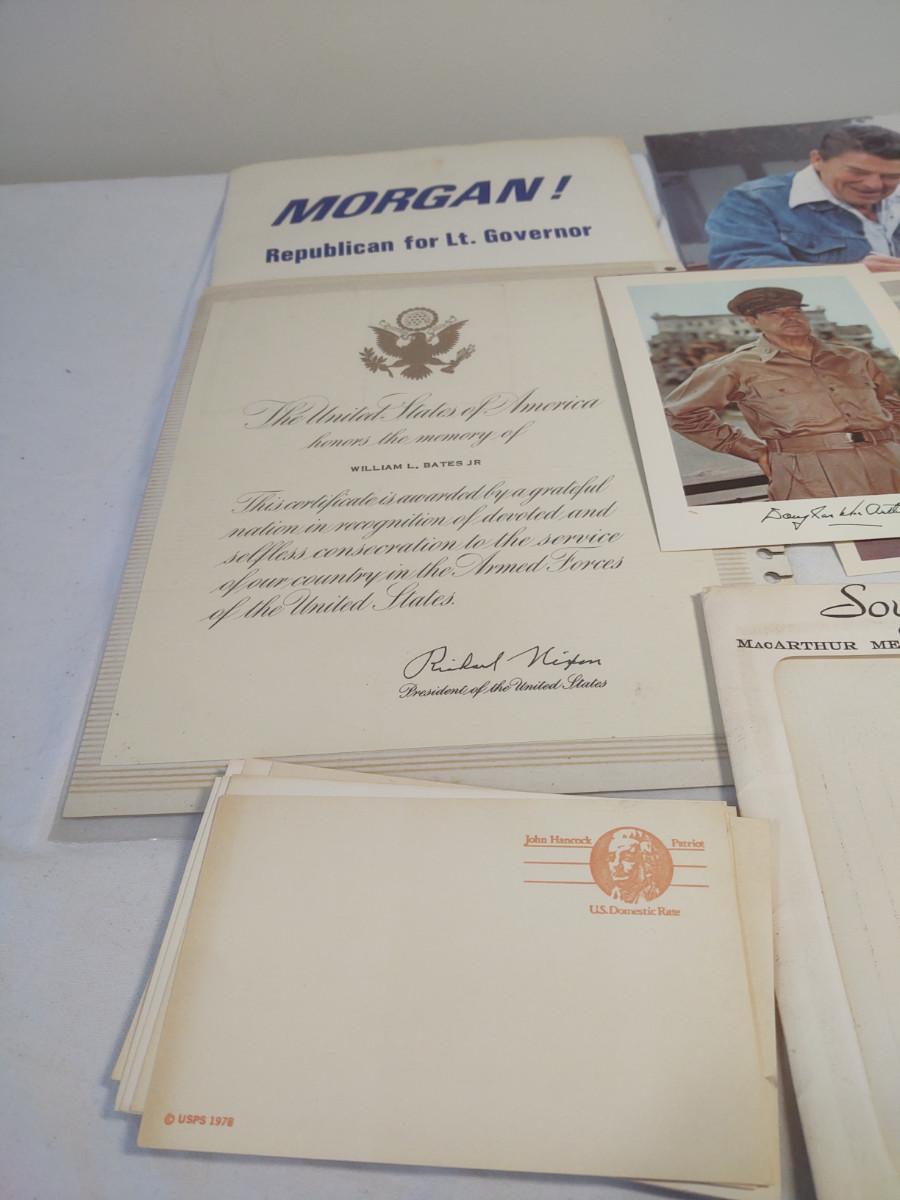 MORGAN!
Republican for Lt. Governor
The United States of America
honors the memory of
WILLIAM L. BATES JR
This certificate is awarded by a grateful
nation in recognition of devoted and
selfless consecration to the service
of our country in the Armed Forces
of the United States.
Richard Nixon
President of the United States
MACARTHUR
John Hancock Patriot
U.S. Domestic Rate
© USPS 1978